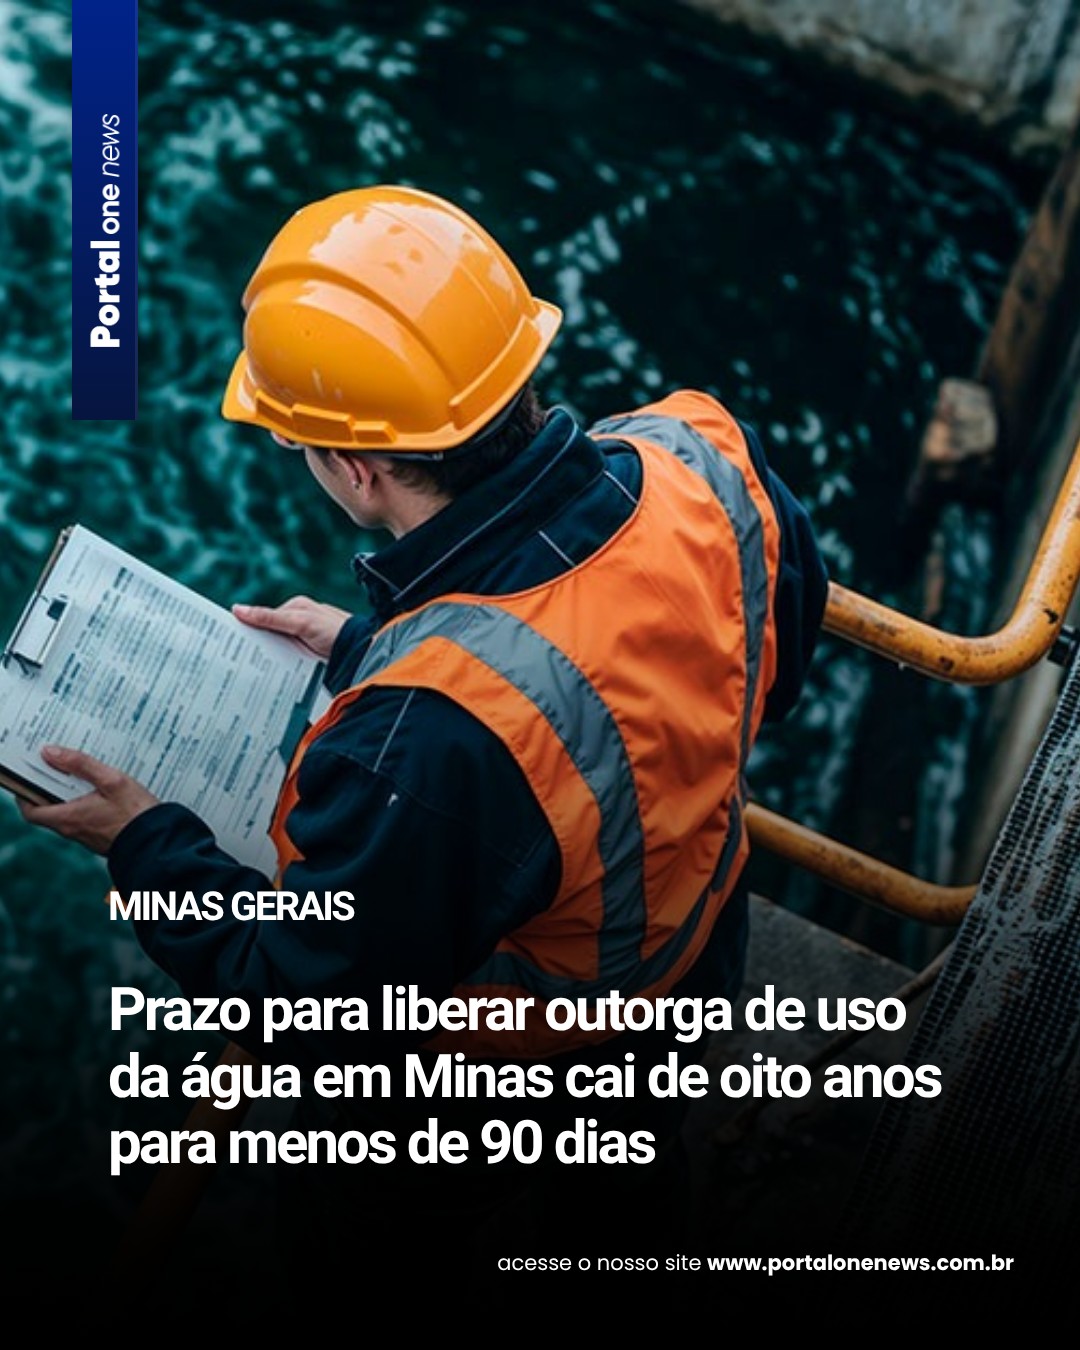 Portal one news
MINAS GERAIS
Prazo para liberar outorga de uso
da água em Minas cai de oito anos
para menos de 90 dias
acesse o nosso site www.portalonenews.com.br